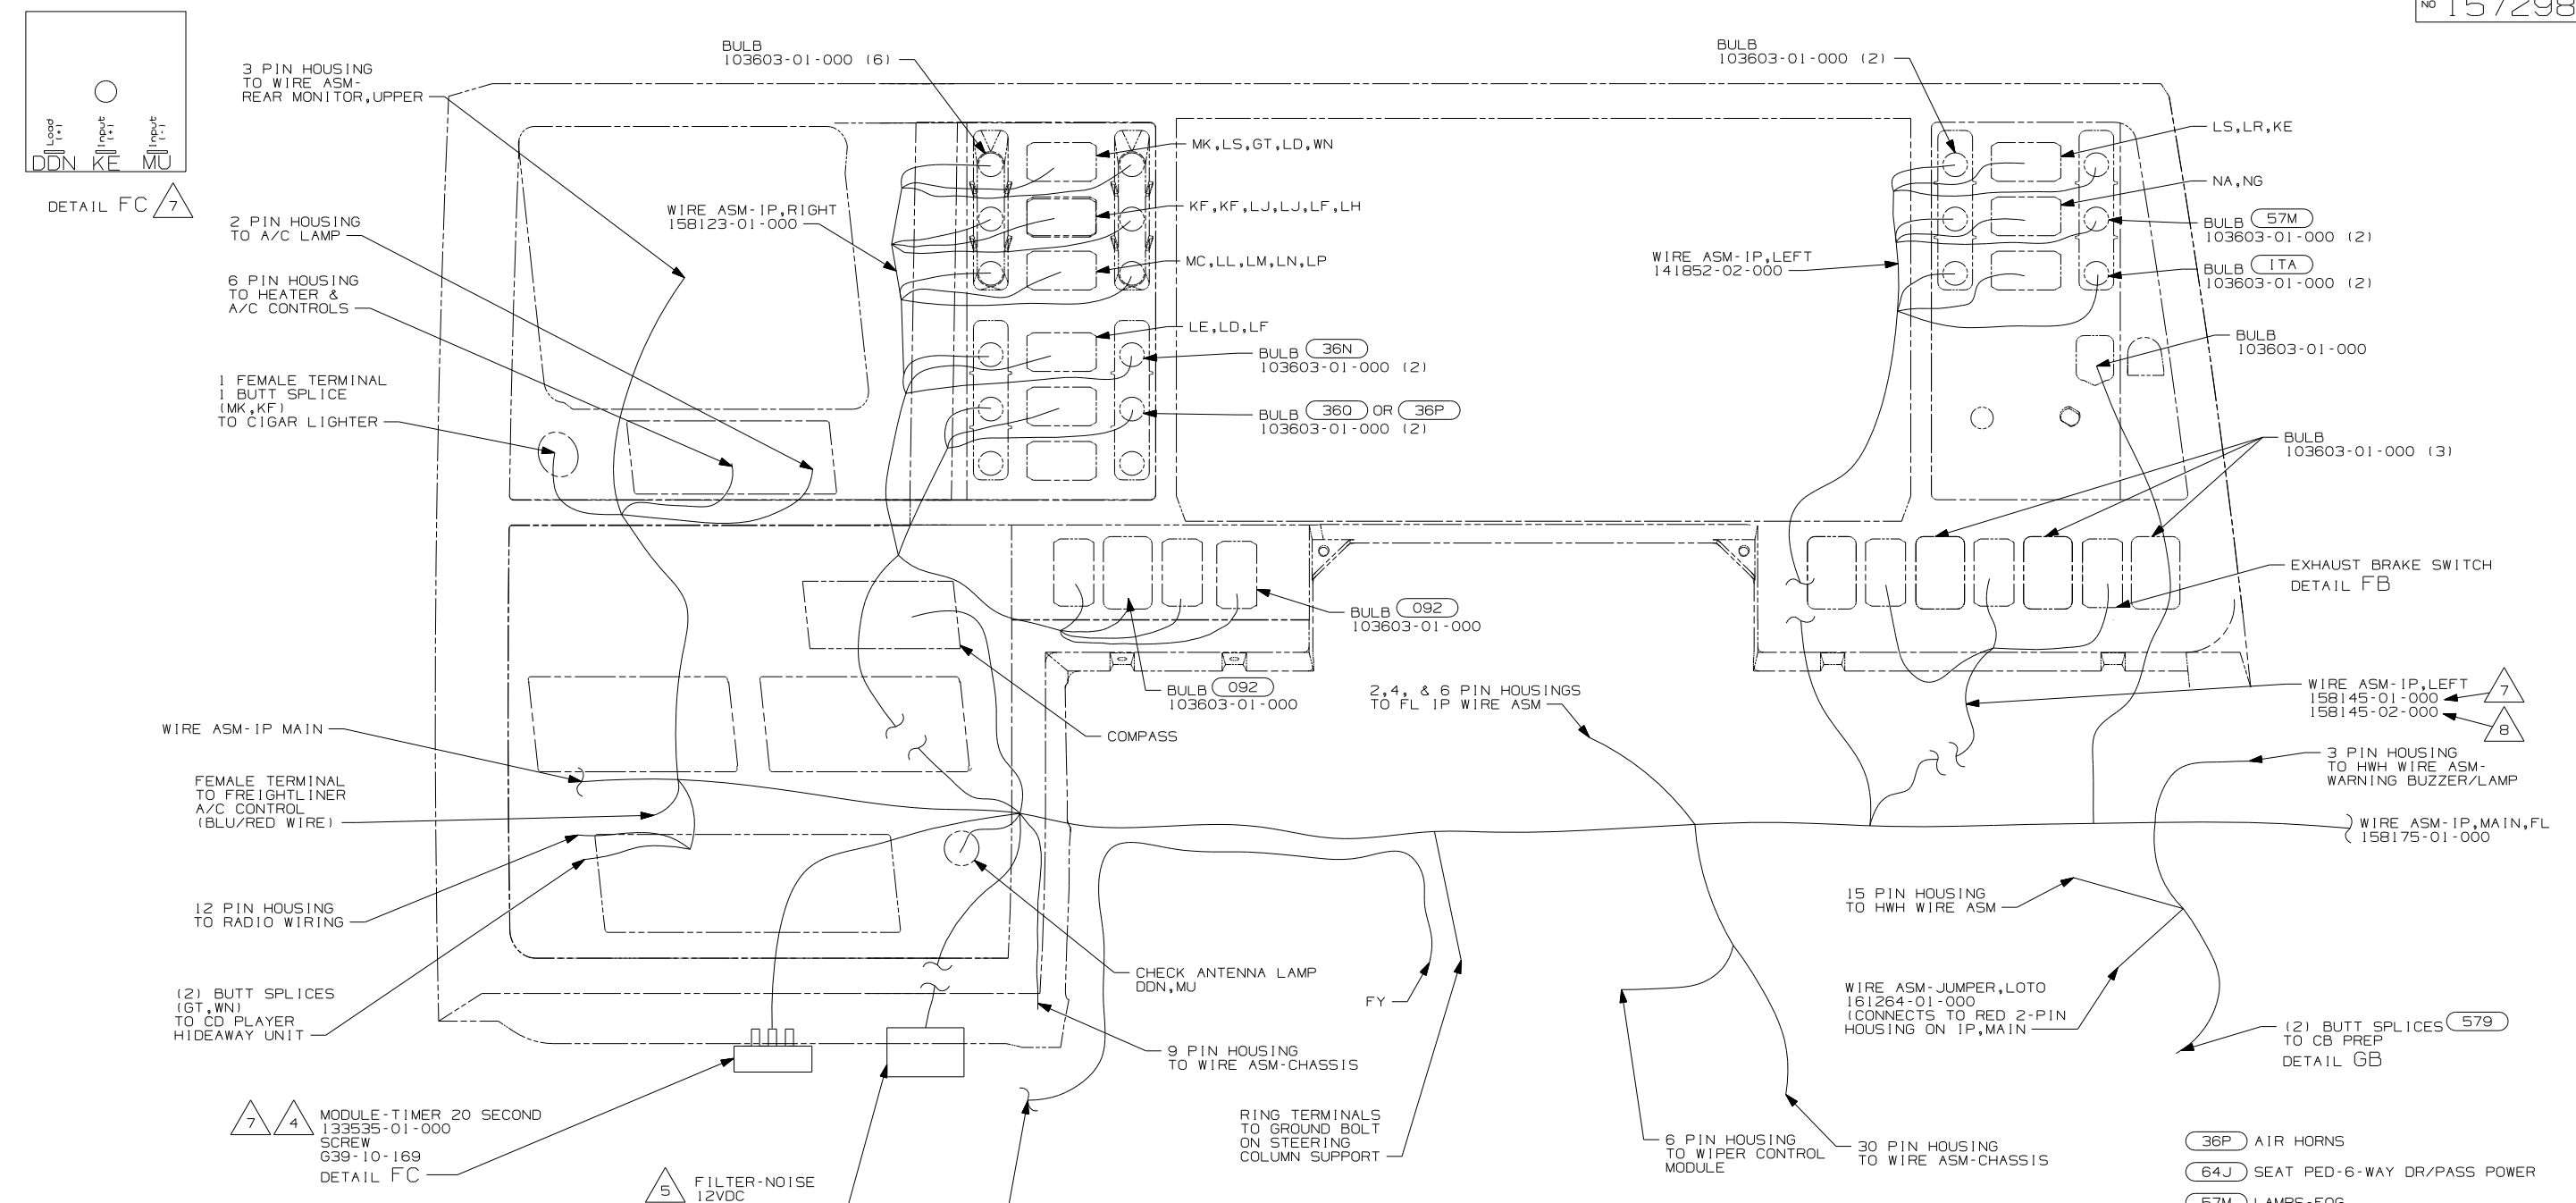 NO 157298
Load
(+)
Input
(+)
Input
(-)
DDN KE MU
DETAIL FC 7
3 PIN HOUSING
TO WIRE ASM-
REAR MONITOR,UPPER
2 PIN HOUSING
TO A/C LAMP
6 PIN HOUSING
TO HEATER &
A/C CONTROLS
1 FEMALE TERMINAL
1 BUTT SPLICE
(MK,KF)
TO CIGAR LIGHTER
BULB
103603-01-000 (6)
WIRE ASM-IP,RIGHT
158123-01-000
MK,LS,GT,LD,WN
KF,KF,LJ,LJ,LF,LH
MC,LL,LM,LN,LP
LE,LD,LF
BULB 36N
103603-01-000 (2)
BULB 36Q OR 36P
103603-01-000 (2)
BULB
103603-01-000 (2)
LS,LR,KE
NA,NG
BULB 57M
103603-01-000 (2)
BULB ITA
103603-01-000 (2)
WIRE ASM-IP,LEFT
141852-02-000
BULB
103603-01-000
BULB
103603-01-000 (3)
EXHAUST BRAKE SWITCH
DETAIL FB
BULB 092
103603-01-000
BULB 092
103603-01-000
COMPASS
2,4, & 6 PIN HOUSINGS
TO FL IP WIRE ASM
WIRE ASM-IP,LEFT
158145-01-000 7
158145-02-000 8
3 PIN HOUSING
TO HWH WIRE ASM-
WARNING BUZZER/LAMP
WIRE ASM-IP MAIN
FEMALE TERMINAL
TO FREIGHTLINER
A/C CONTROL
(BLU/RED WIRE)
WIRE ASM-IP,MAIN,FL
158175-01-000
12 PIN HOUSING
TO RADIO WIRING
15 PIN HOUSING
TO HWH WIRE ASM
(2) BUTT SPLICES
(GT,WN)
TO CD PLAYER
HIDEAWAY UNIT
CHECK ANTENNA LAMP
DDN,MU
FY
WIRE ASM-JUMPER,LOTO
161264-01-000
(CONNECTS TO RED 2-PIN
HOUSING ON IP,MAIN
(2) BUTT SPLICES 579
TO CB PREP
DETAIL GB
9 PIN HOUSING
TO WIRE ASM-CHASSIS
7 4 MODULE-TIMER 20 SECOND
133535-01-000
SCREW
G39-10-169
DETAIL FC
RING TERMINALS
TO GROUND BOLT
ON STEERING
COLUMN SUPPORT
6 PIN HOUSING
TO WIPER CONTROL
MODULE
30 PIN HOUSING
TO WIRE ASM-CHASSIS
5 FILTER-NOISE
12VDC
36P AIR HORNS
64J SEAT PED-6-WAY DR/PASS POWER
57M LAMPS-FOG